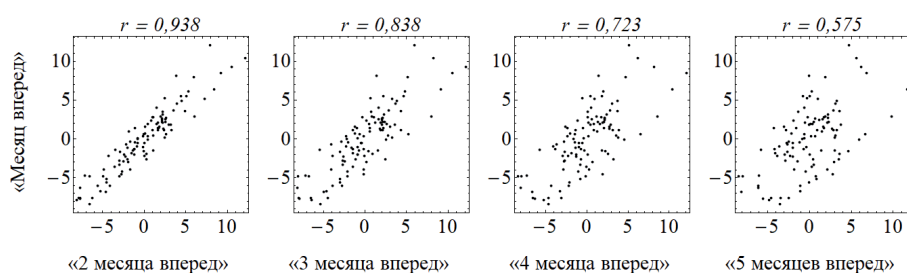 r = 0,938
r = 0,838
r = 0,723
r = 0,575
«Месяц вперед»
10
5
0
−5
−5 0 5 10
10
5
0
−5
−5 0 5 10
10
5
0
−5
−5 0 5 10
10
5
0
−5
−5 0 5 10
«2 месяца вперед»
«3 месяца вперед»
«4 месяца вперед»
«5 месяцев вперед»